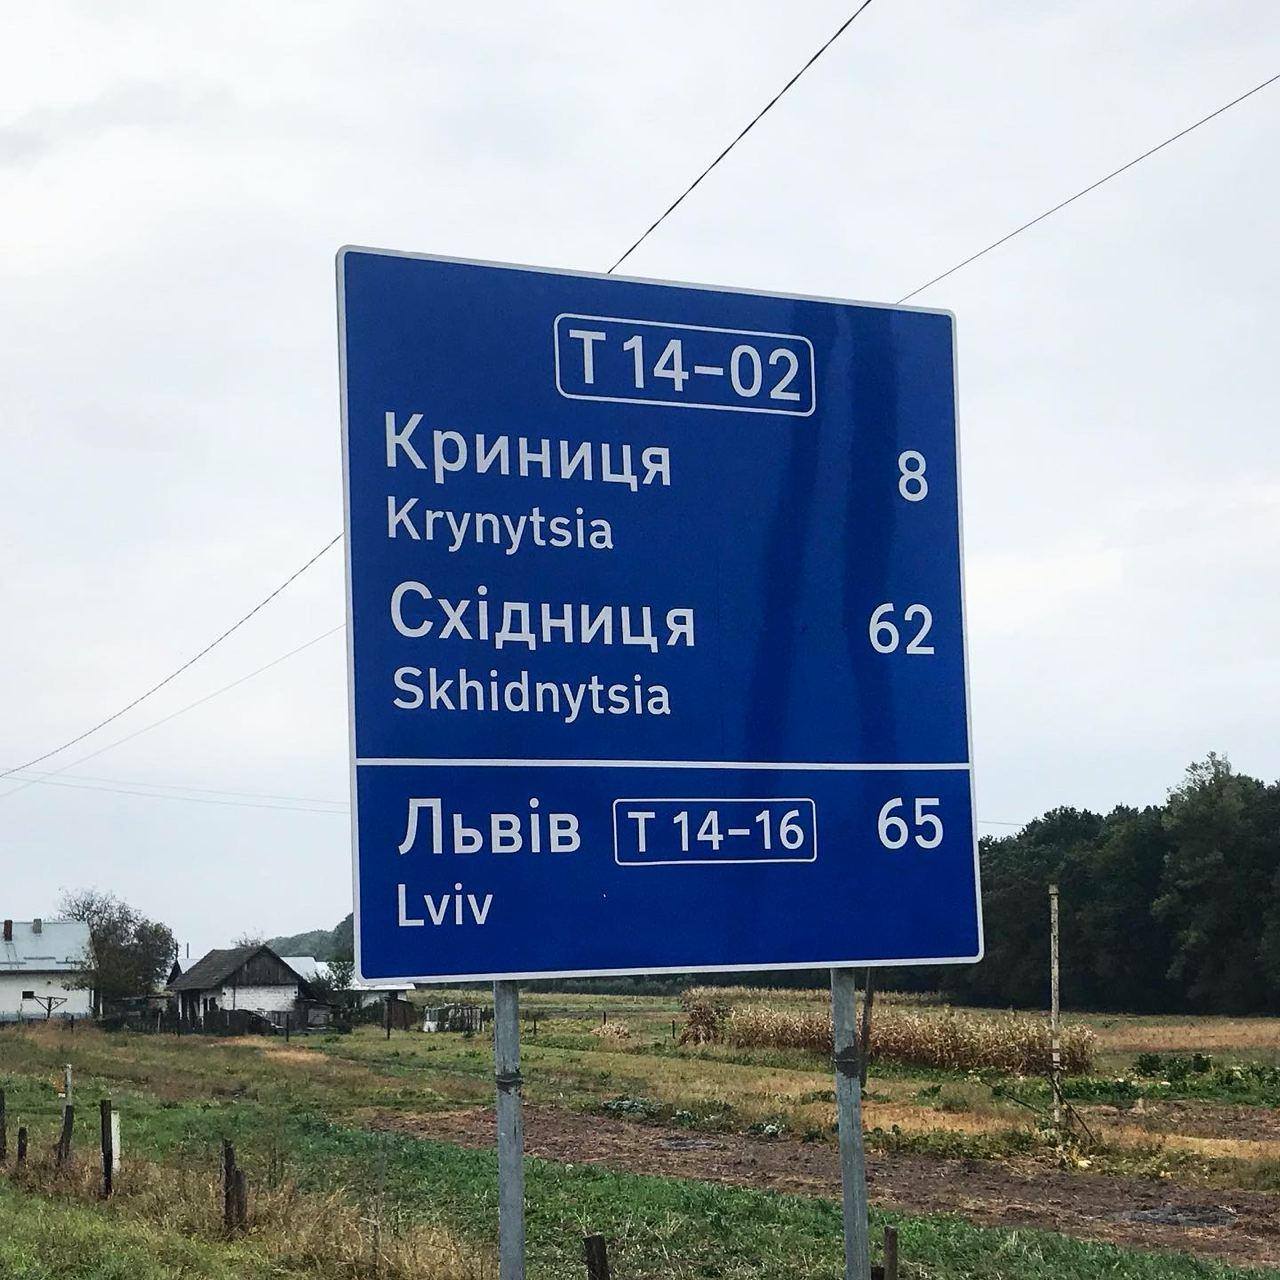 Т 14-02
Криниця 8
Krynytsia
Східниця 62
Skhidnytsia
Львів Т 14-16 65
Lviv